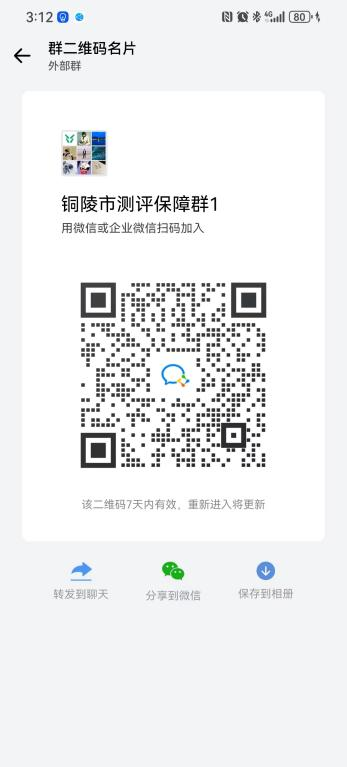 3:12
4G
80
群二维码名片
外部群
铜陵市测评保障群1
用微信或企业微信扫码加入
该二维码7天内有效，重新进入将更新
转发到聊天
分享到微信
保存到相册